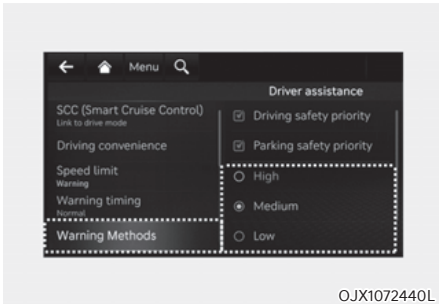 Menu
Driver assistance
SCC (Smart Cruise Control)
Link to drive mode
Driving convenience
Speed limit
Warning
Warning timing
Normal
Warning Methods
Driving safety priority
Parking safety priority
High
Medium
Low
OJX1072440L